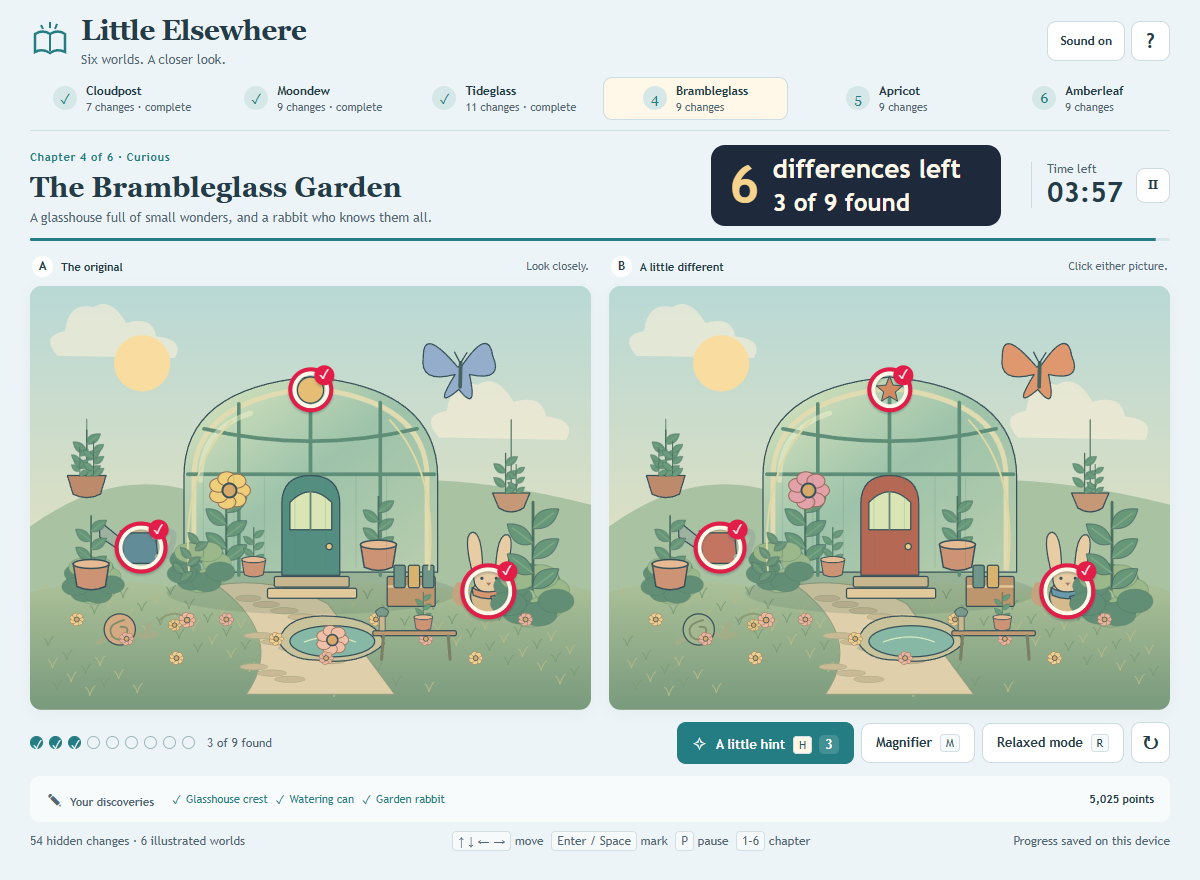 Little Elsewhere
Six worlds. A closer look.
Sound on
?
Cloudpost
7 changes · complete
Moondew
9 changes · complete
Tideglass
11 changes · complete
4
Brambleglass
9 changes
5
Apricot
9 changes
6
Amberleaf
9 changes
Chapter 4 of 6 · Curious
The Brambleglass Garden
A glasshouse full of small wonders, and a rabbit who knows them all.
6
differences left
3 of 9 found
Time left
03:57
A
The original
Look closely.
B
A little different
Click either picture.
3 of 9 found
A little hint
H
3
Magnifier
M
Relaxed mode
R
Your discoveries
✓ Glasshouse crest
✓ Watering can
✓ Garden rabbit
5,025 points
54 hidden changes · 6 illustrated worlds
↑ ↓ ← → move
Enter / Space mark
P pause
1-6 chapter
Progress saved on this device